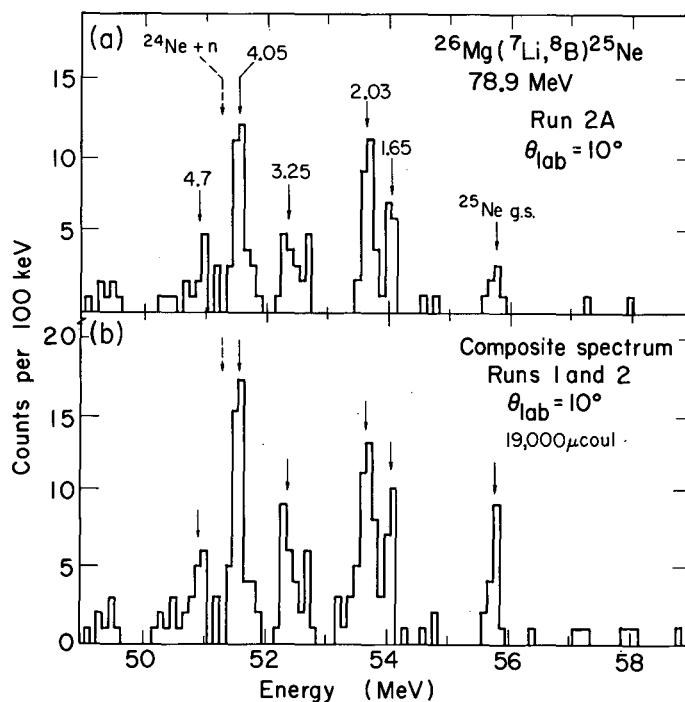 (a)
²⁴Ne + n
4.05
²⁶Mg(⁷Li,⁸B)²⁵Ne
78.9 MeV
Run 2A
θlab = 10°
4.7
3.25
2.03
1.65
²⁵Ne g.s.
15
10
5
(b)
Composite spectrum
Runs 1 and 2
θlab = 10°
19,000 μcoul
20
15
10
5
0
Counts per 100 keV
50 52 54 56 58
Energy (MeV)